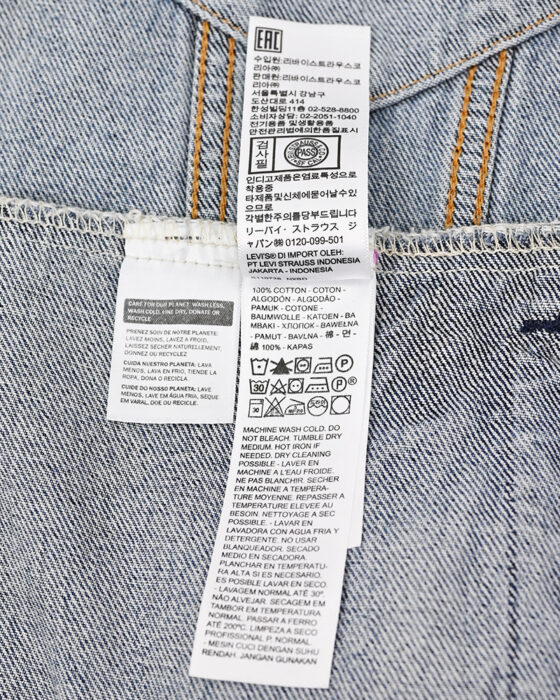 EAC
수입원:리바이스트라우스코
리아㈜
판매원:리바이스트라우스코
리아㈜
서울특별시 강남구
도산대로 414
한성빌딩11층 02-528-8800
소비자상담: 02-2051-1040
전기용품및생활용품
안전관리법에의한품질표시
검사필
PASS
인디고제품은염료특성으로
착용중
타제품및신체에묻어날수있
으므로
각별한주의를당부드립니다
リーバイ・ストラウス ジ
ャパン㈱ 0120-099-501
LEVI'S® DI IMPORT OLEH:
PT LEVI STRAUSS INDONESIA
JAKARTA - INDONESIA
100% COTTON - COTON -
ALGODÓN - ALGODÃO -
PAMUK - COTONE -
BAUMWOLLE - KATOEN - BA
MBAKI - ХЛОПОК - BAWEŁNA
- PAMUT - BAVLNA - 棉 - 면 -
綿 100% - KAPAS
MACHINE WASH COLD. DO
NOT BLEACH. TUMBLE DRY
MEDIUM. HOT IRON IF
NEEDED. DRY CLEANING
POSSIBLE - LAVER EN
MACHINE A L'EAU FROIDE.
NE PAS BLANCHIR. SECHER
EN MACHINE A TEMPERA-
TURE MOYENNE. REPASSER A
TEMPERATURE ELEVEE AU
BESOIN. NETTOYAGE A SEC
POSSIBLE. - LAVAR EN
LAVADORA CON AGUA FRIA Y
DETERGENTE. NO USAR
BLANQUEADOR. SECADO
MEDIO EN SECADORA.
PLANCHAR EN TEMPERATU-
RA ALTA SI ES NECESARIO.
ES POSIBLE LAVAR EN SECO.
- LAVAGEM NORMAL ATÉ 30º.
NÃO ALVEJAR. SECAGEM EM
TAMBOR EM TEMPERATURA
NORMAL. PASSAR A FERRO
ATÉ 200ºC. LIMPEZA A SECO
PROFISSIONAL P. NORMAL
- MESIN CUCI DENGAN SUHU
RENDAH. JANGAN GUNAKAN
CARE FOR OUR PLANET: WASH LESS,
WASH COLD, LINE DRY, DONATE OR
RECYCLE
PRENEZ SOIN DE NOTRE PLANETE:
LAVEZ MOINS, LAVEZ À FROID,
LAISSEZ SÉCHER NATURELLEMENT,
DONNEZ OU RECYCLEZ
CUIDA NUESTRO PLANETA: LAVE
MENOS, LAVA EN FRIO, TIENDE LA
ROPA, DONA O RECICLA.
CUIDE DO NOSSO PLANETA: LAVE
MENOS, LAVE EM ÁGUA FRIA, SEQUE
EM VARAL, DOE OU RECICLE.